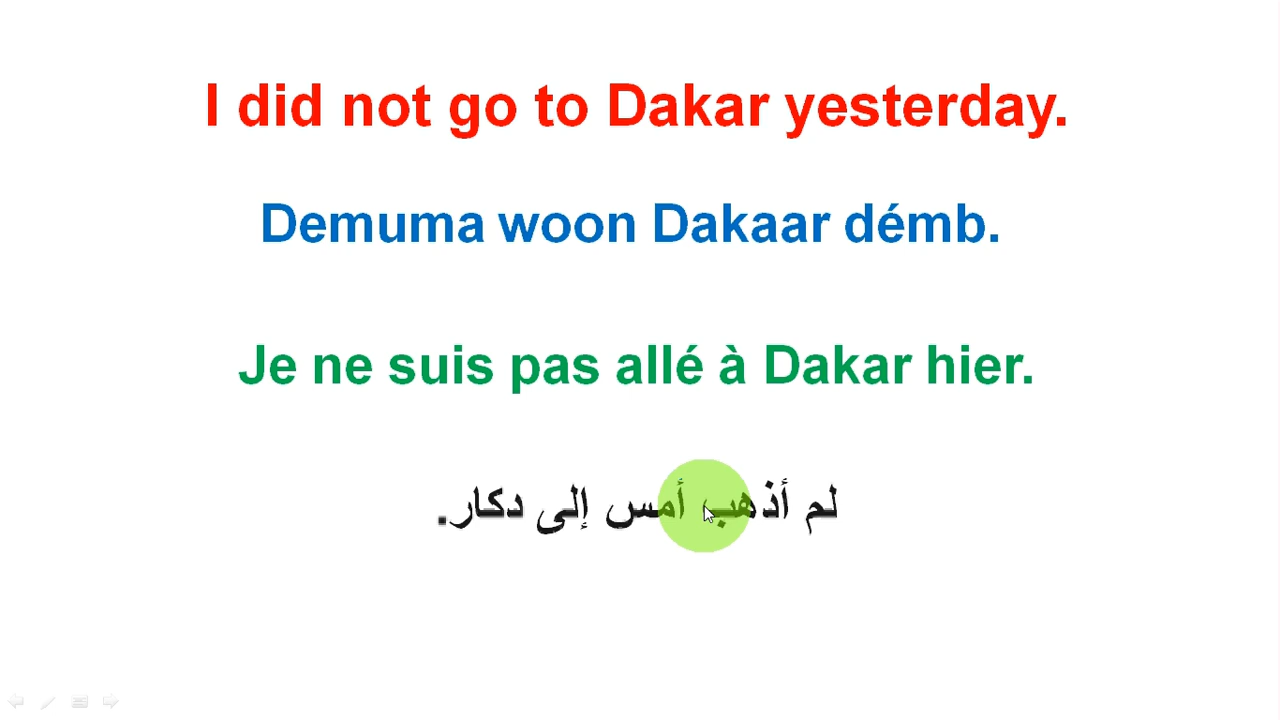 I did not go to Dakar yesterday.
Demuma woon Dakaar démb.
Je ne suis pas allé à Dakar hier.
لم أذهب أمس إلى دكار.